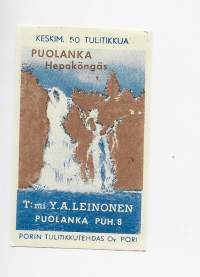 KESKIM. 50 TULITIKKUA
PUOLANKA
Hepoköngäs
T:mi Y.A.LEINONEN
PUOLANKA PUH.8
PORIN TULITIKKUTEHDAS Oy PORI